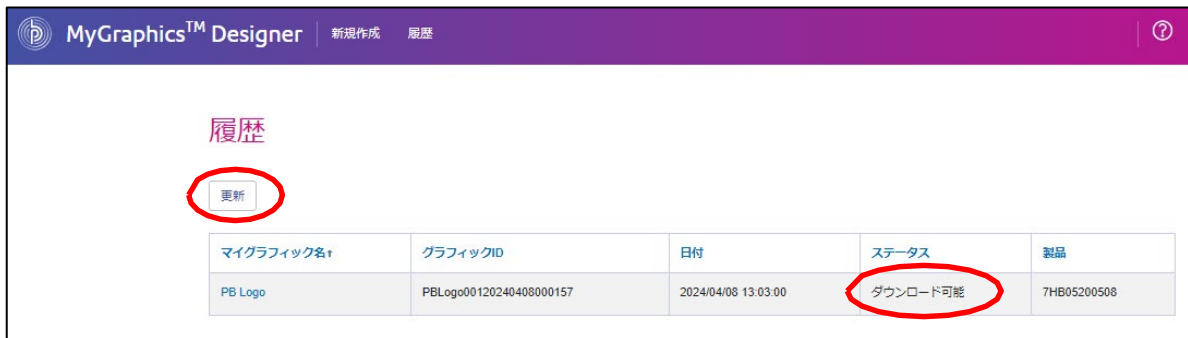 MyGraphics™ Designer 新規作成 履歴
履歴
更新
マイグラフィック名↑ グラフィックID 日付 ステータス 製品
PB Logo PBLogo00120240408000157 2024/04/08 13:03:00 ダウンロード可能 7HB05200508